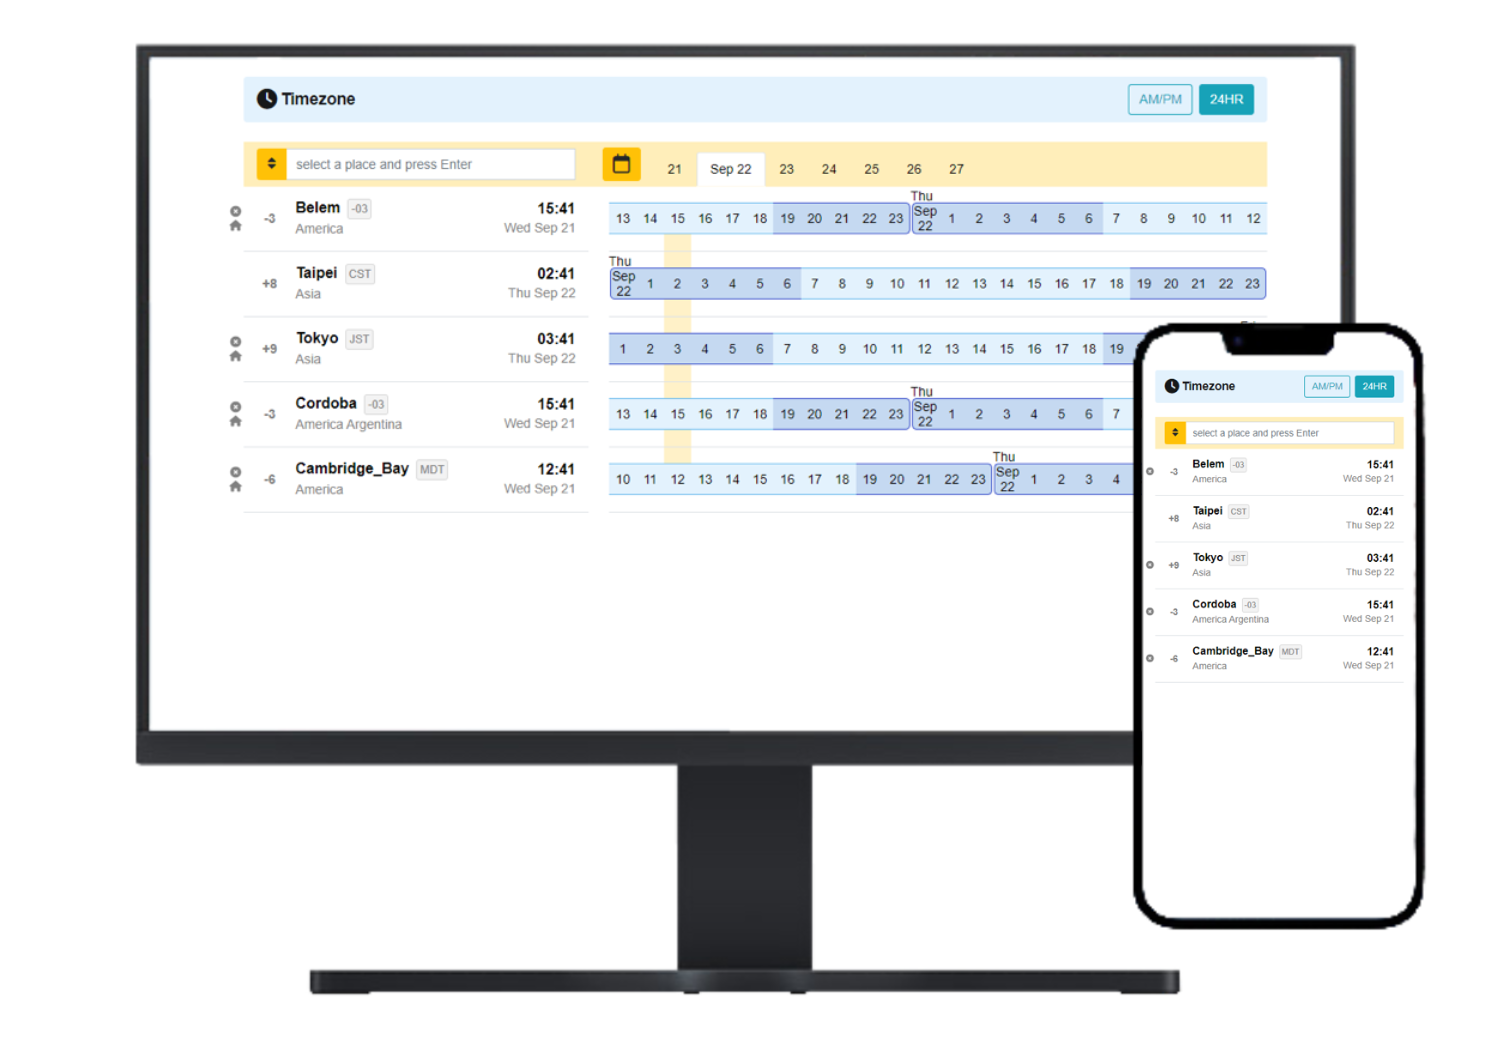 Timezone AM/PM 24HR
select a place and press Enter 21 Sep 22 23 24 25 26 27
Thu
-3 Belem -03 15:41 13 14 15 16 17 18 19 20 21 22 23 Sep 22 1 2 3 4 5 6 7 8 9 10 11 12
America Wed Sep 21
Thu
+8 Taipei CST 02:41 Sep 22 1 2 3 4 5 6 7 8 9 10 11 12 13 14 15 16 17 18 19 20 21 22 23
Asia Thu Sep 22
+9 Tokyo JST 03:41 1 2 3 4 5 6 7 8 9 10 11 12 13 14 15 16 17 18 19
Asia Thu Sep 22
Thu
-3 Cordoba -03 15:41 13 14 15 16 17 18 19 20 21 22 23 Sep 22 1 2 3 4 5 6 7
America Argentina Wed Sep 21
Thu
-6 Cambridge_Bay MDT 12:41 10 11 12 13 14 15 16 17 18 19 20 21 22 23 Sep 22 1 2 3 4
America Wed Sep 21
Timezone AM/PM 24HR
select a place and press Enter
-3 Belem -03 15:41
America Wed Sep 21
+8 Taipei CST 02:41
Asia Thu Sep 22
+9 Tokyo JST 03:41
Asia Thu Sep 22
-3 Cordoba -03 15:41
America Argentina Wed Sep 21
-6 Cambridge_Bay MDT 12:41
America Wed Sep 21